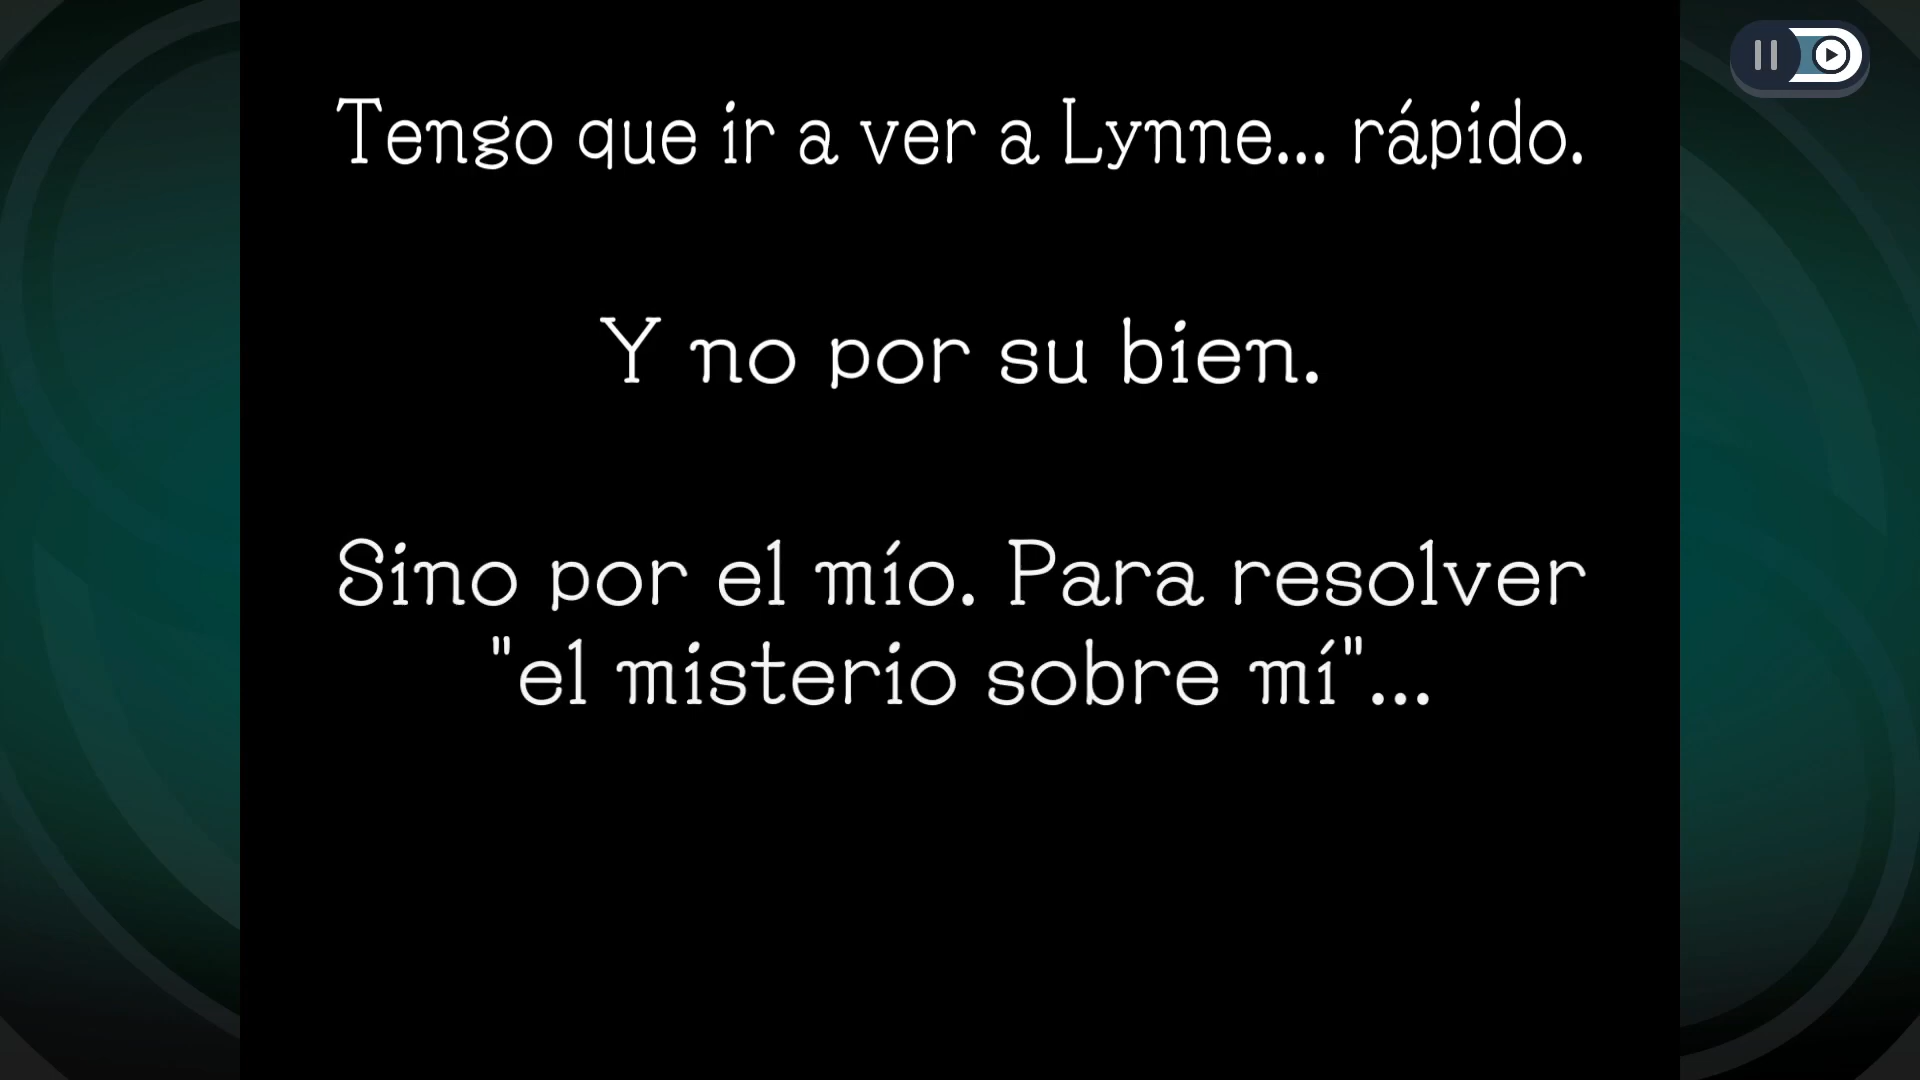 Tengo que ir a ver a Lynne... rápido.
Y no por su bien.
Sino por el mío. Para resolver
"el misterio sobre mí"...